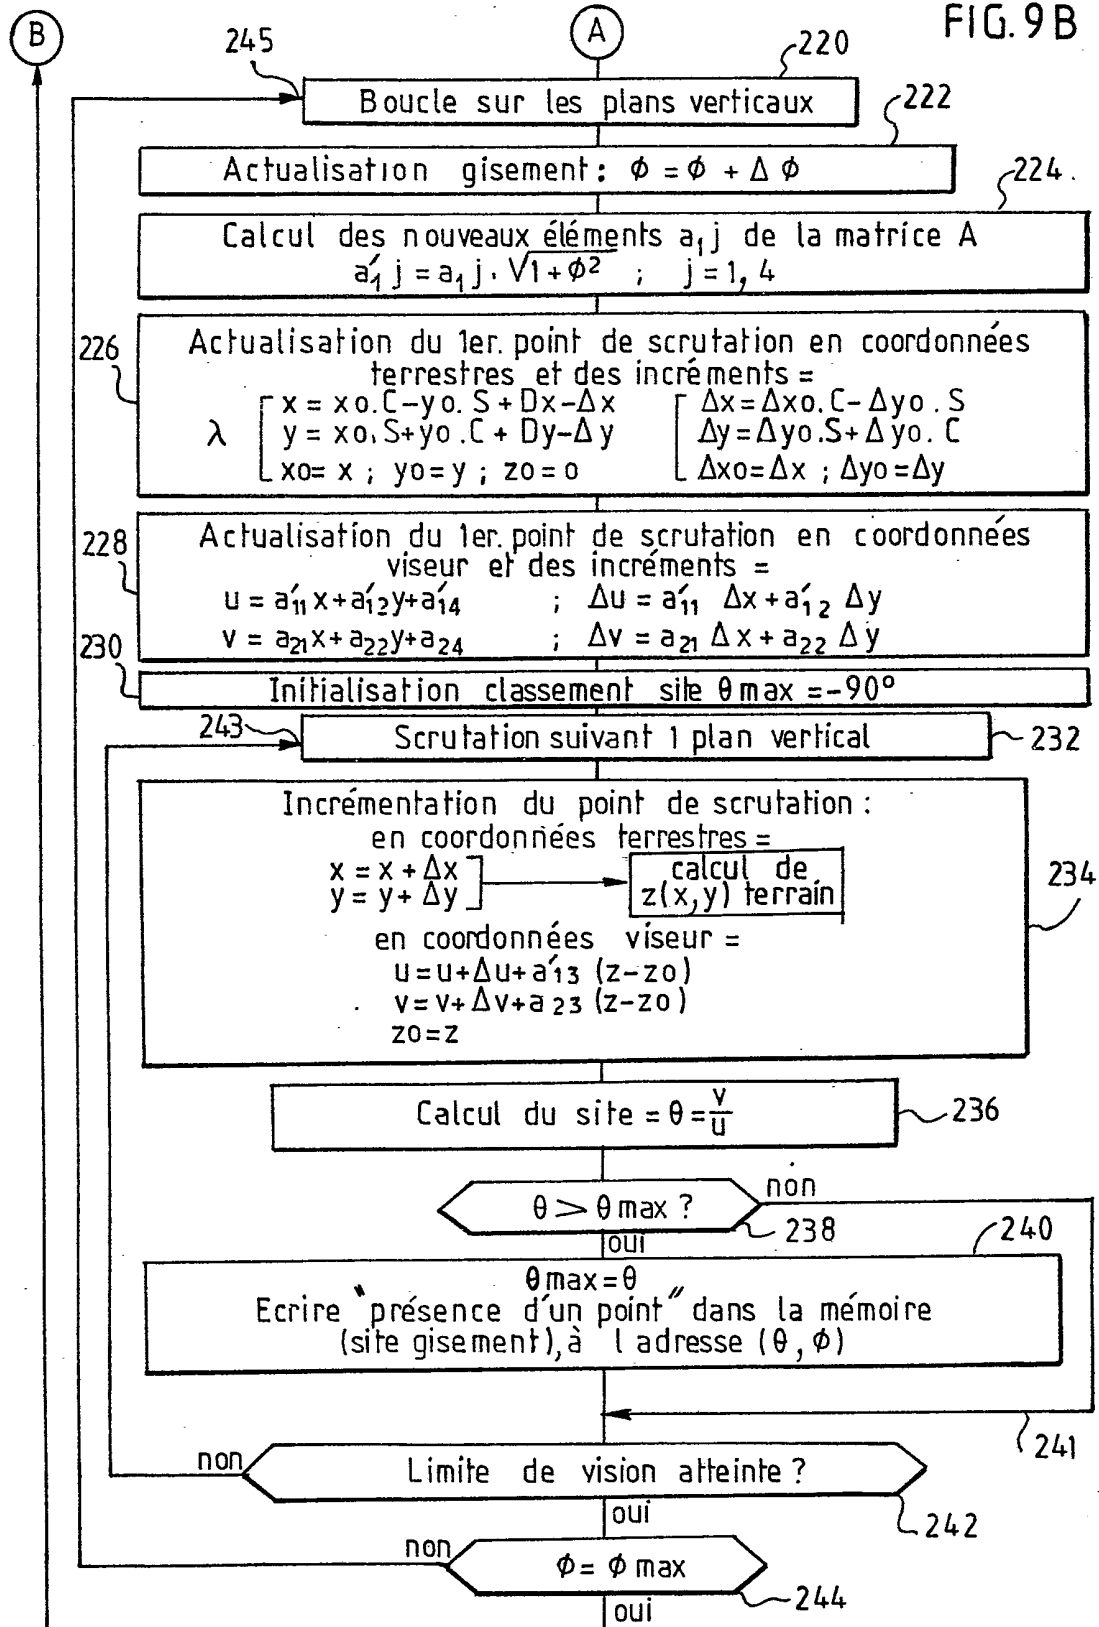 FIG. 9B
B
A
245
220
Boucle sur les plans verticaux
222
Actualisation gisement: ϕ = ϕ + Δ ϕ
224.
Calcul des nouveaux éléments a₁j de la matrice A
a′₁j = a₁j . √1+ϕ² ; j = 1, 4
226
Actualisation du 1er. point de scrutation en coordonnées
terrestres et des incréments =
λ
x = xo.C-yo.S + Dx-Δx
y = xo.S+yo.C + Dy-Δy
xo= x ; yo=y ; zo=o
Δx=Δxo.C-Δyo.S
Δy=Δyo.S+Δyo.C
Δxo=Δx ; Δyo=Δy
228
Actualisation du 1er. point de scrutation en coordonnées
viseur et des incréments =
u = a′₁₁x+a′₁₂y+a′₁₄ ; Δu = a′₁₁ Δx+a′₁₂ Δy
v = a₂₁x+a₂₂y+a₂₄ ; Δv = a₂₁ Δx+a₂₂ Δy
230
Initialisation classement site θmax =-90°
243
Scrutation suivant 1 plan vertical
232
Incrémentation du point de scrutation :
en coordonnées terrestres =
x = x + Δx
y = y + Δy
calcul de
z(x,y) terrain
234
en coordonnées viseur =
u=u+Δu+a′₁₃ (z-zo)
v=v+Δv+a₂₃ (z-zo)
zo=z
Calcul du site = θ = v/u
236
θ > θmax ?
non
238
oui
240
θmax=θ
Ecrire "présence d'un point" dans la mémoire
(site gisement), à l adresse (θ, ϕ)
241
non
Limite de vision atteinte ?
oui
242
non
ϕ = ϕ max
244
oui